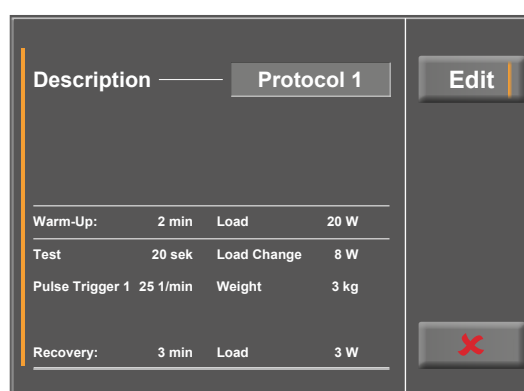 Description Protocol 1 Edit
Warm-Up: 2 min Load 20 W
Test 20 sek Load Change 8 W
Pulse Trigger 1 25 1/min Weight 3 kg
Recovery: 3 min Load 3 W